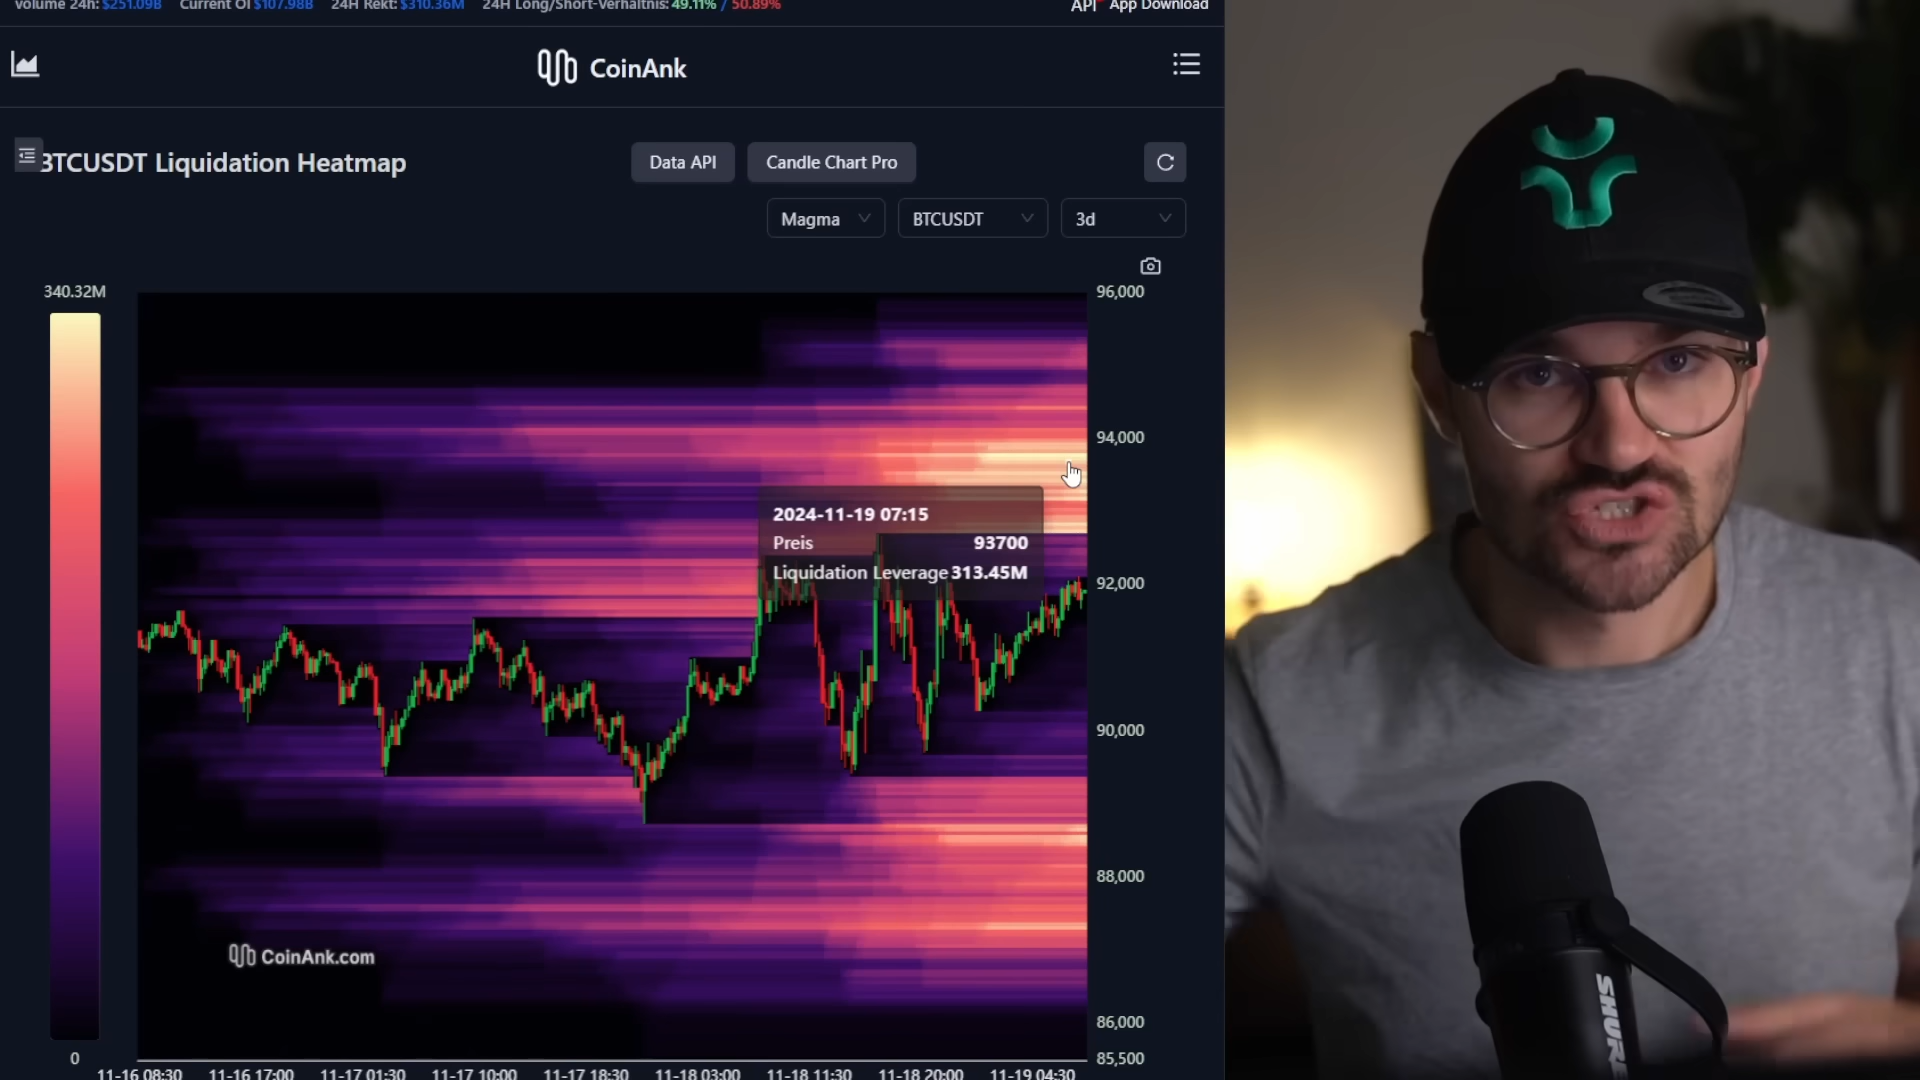 volume 24h: $251.09B Current OI $107.98B 24H Rekt: $310.36M 24H Long/Short-Verhältnis: 49.11% / 50.89% API App Download
CoinAnk
BTCUSDT Liquidation Heatmap
Data API
Candle Chart Pro
Magma
BTCUSDT
3d
340.32M
0
96,000
94,000
92,000
90,000
88,000
86,000
85,500
2024-11-19 07:15
Preis 93700
Liquidation Leverage 313.45M
CoinAnk.com
11-16 08:30 11-16 17:00 11-17 01:30 11-17 10:00 11-17 18:30 11-18 03:00 11-18 11:30 11-18 20:00 11-19 04:30
SHURE